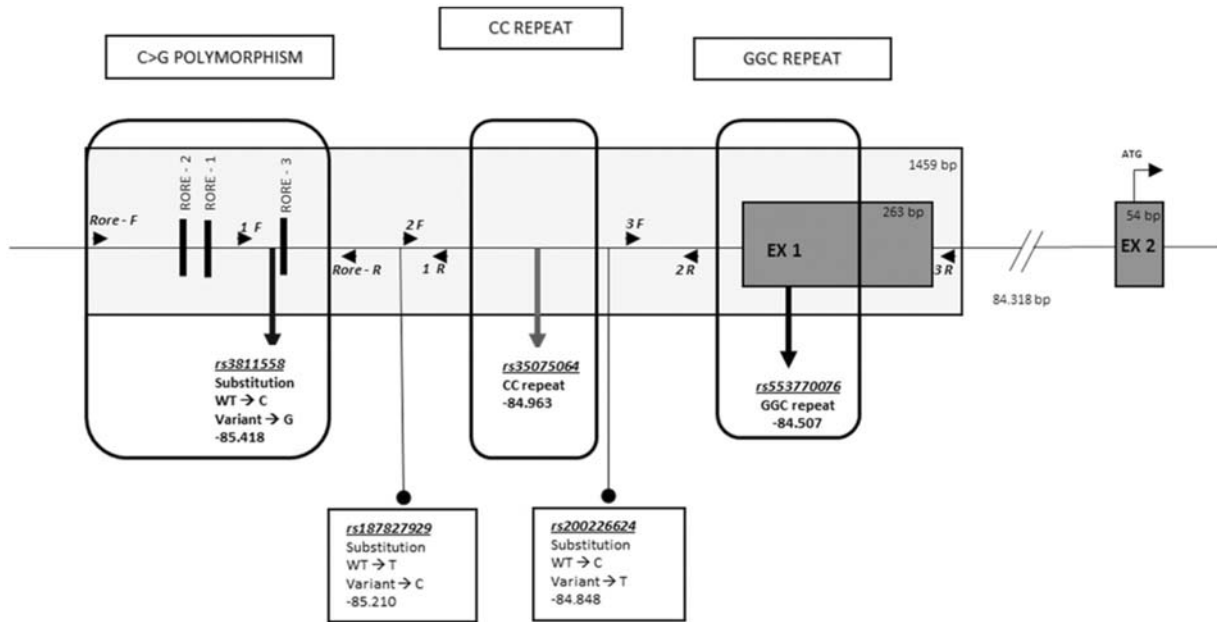 CC REPEAT
C>G POLYMORPHISM
GGC REPEAT
RORE - 2
RORE - 1
RORE - 3
1459 bp
ATG
Rore - F
1 F
2 F
3 F
263 bp
54 bp
EX 1
EX 2
Rore - R
1 R
2 R
3 R
84.318 bp
rs3811558
Substitution
WT → C
Variant → G
-85.418
rs35075064
CC repeat
-84.963
rs553770076
GGC repeat
-84.507
rs187827929
Substitution
WT → T
Variant → C
-85.210
rs200226624
Substitution
WT → C
Variant → T
-84.848